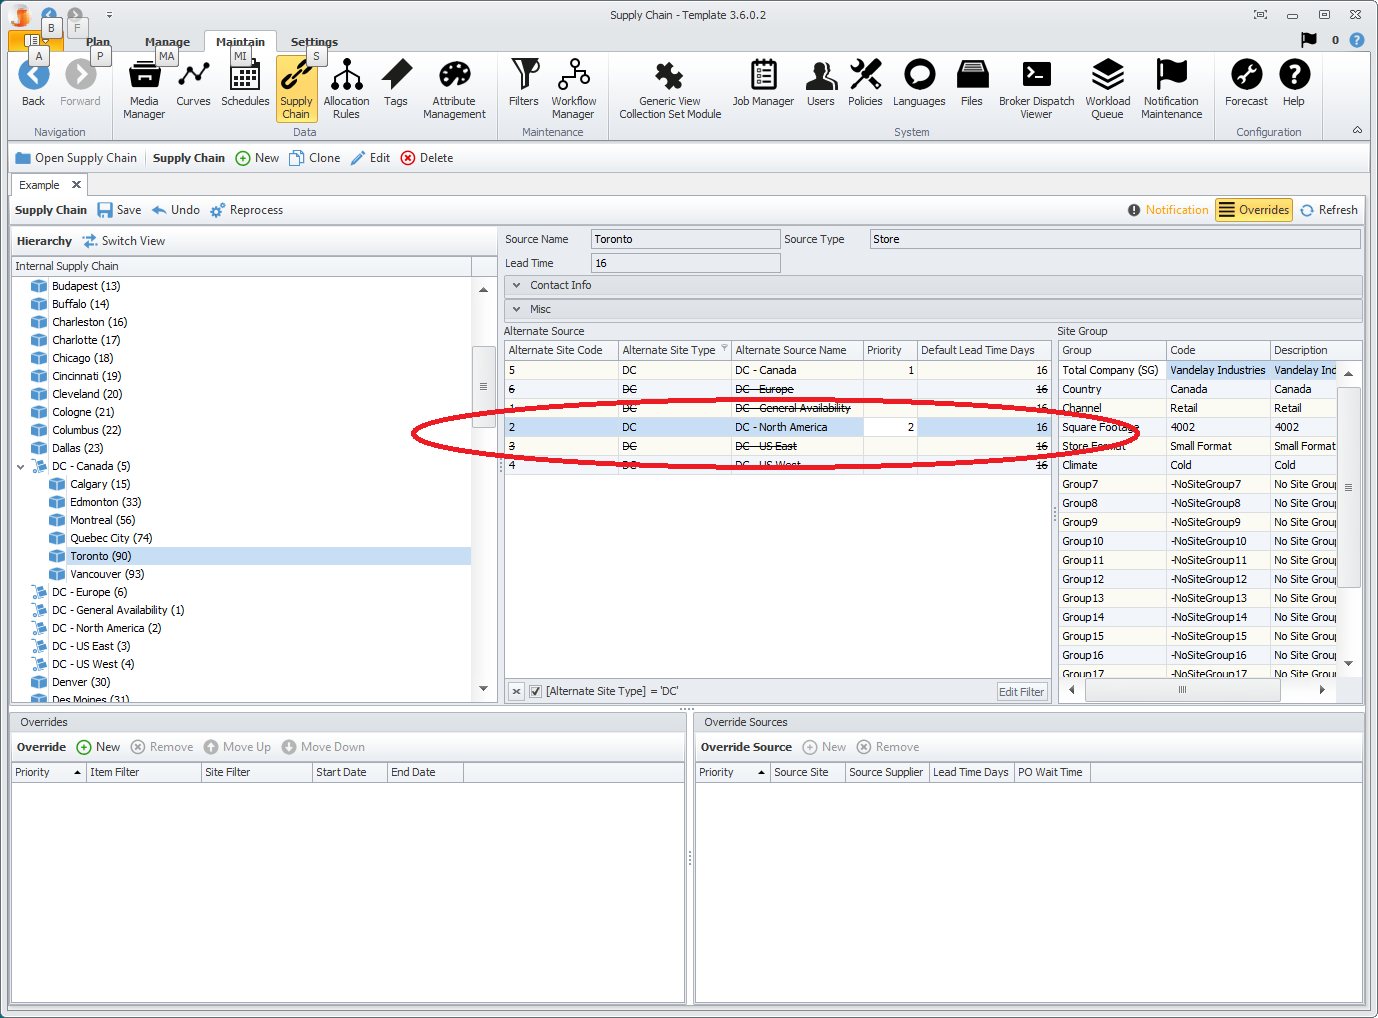 Supply Chain - Template 3.6.0.2
B F
Plan Manage Maintain Settings 0
A P MA MI S
Back Forward Media Manager Curves Schedules Supply Chain Allocation Rules Tags Attribute Management Filters Workflow Manager Generic View Collection Set Module Job Manager Users Policies Languages Files Broker Dispatch Viewer Workload Queue Notification Maintenance Forecast Help
Navigation Data Maintenance System Configuration
Open Supply Chain Supply Chain New Clone Edit Delete
Example
Supply Chain Save Undo Reprocess Notification Overrides Refresh
Hierarchy Switch View
Internal Supply Chain
Budapest (13)
Buffalo (14)
Charleston (16)
Charlotte (17)
Chicago (18)
Cincinnati (19)
Cleveland (20)
Cologne (21)
Columbus (22)
Dallas (23)
DC - Canada (5)
Calgary (15)
Edmonton (33)
Montreal (56)
Quebec City (74)
Toronto (90)
Vancouver (93)
DC - Europe (6)
DC - General Availability (1)
DC - North America (2)
DC - US East (3)
DC - US West (4)
Denver (30)
Des Moines (31)
Source Name Toronto Source Type Store
Lead Time 16
Contact Info
Misc
Alternate Source
Alternate Site Code Alternate Site Type Alternate Source Name Priority Default Lead Time Days
5 DC DC - Canada 1 16
6 DC DC - Europe 16
1 DC DC - General Availability 16
2 DC DC - North America 2 16
3 DC DC - US East 16
4 DC DC - US West 16
[Alternate Site Type] = 'DC' Edit Filter
Site Group
Group Code Description
Total Company (SG) Vandelay Industries Vandelay Ind
Country Canada Canada
Channel Retail Retail
Square Footage 4002 4002
Store Format Small Format Small Format
Climate Cold Cold
Group7 -NoSiteGroup7 No Site Grou
Group8 -NoSiteGroup8 No Site Grou
Group9 -NoSiteGroup9 No Site Grou
Group10 -NoSiteGroup10 No Site Grou
Group11 -NoSiteGroup11 No Site Grou
Group12 -NoSiteGroup12 No Site Grou
Group13 -NoSiteGroup13 No Site Grou
Group14 -NoSiteGroup14 No Site Grou
Group15 -NoSiteGroup15 No Site Grou
Group16 -NoSiteGroup16 No Site Grou
Group17 -NoSiteGroup17 No Site Grou
Overrides
Override New Remove Move Up Move Down
Priority Item Filter Site Filter Start Date End Date
Override Sources
Override Source New Remove
Priority Source Site Source Supplier Lead Time Days PO Wait Time